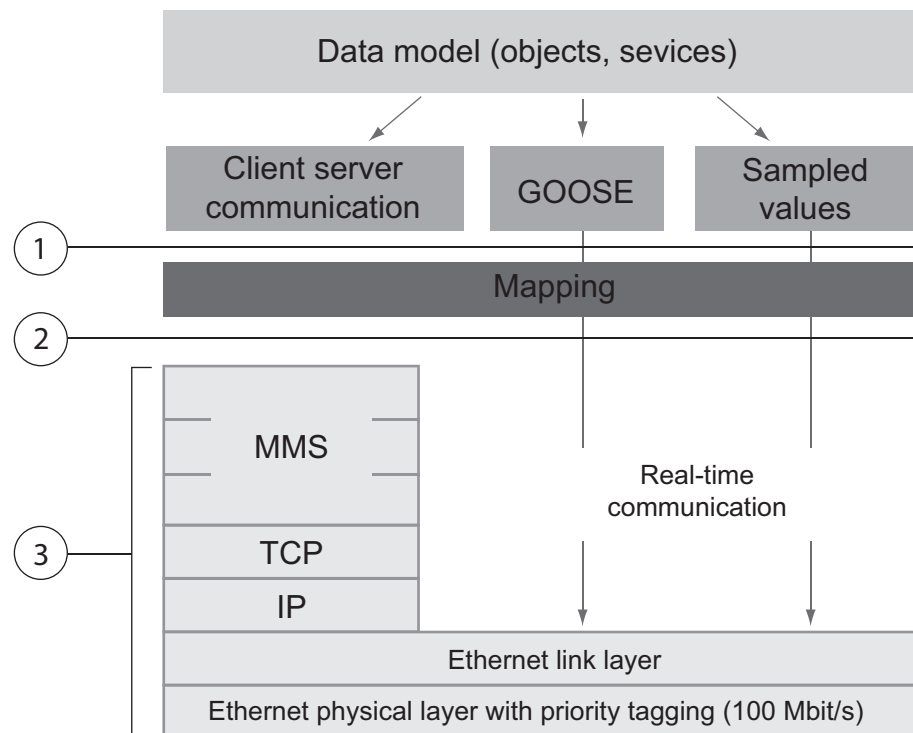 Data model (objects, sevices)
Client server
communication
GOOSE
Sampled
values
1
Mapping
2
MMS
Real-time
communication
3
TCP
IP
Ethernet link layer
Ethernet physical layer with priority tagging (100 Mbit/s)